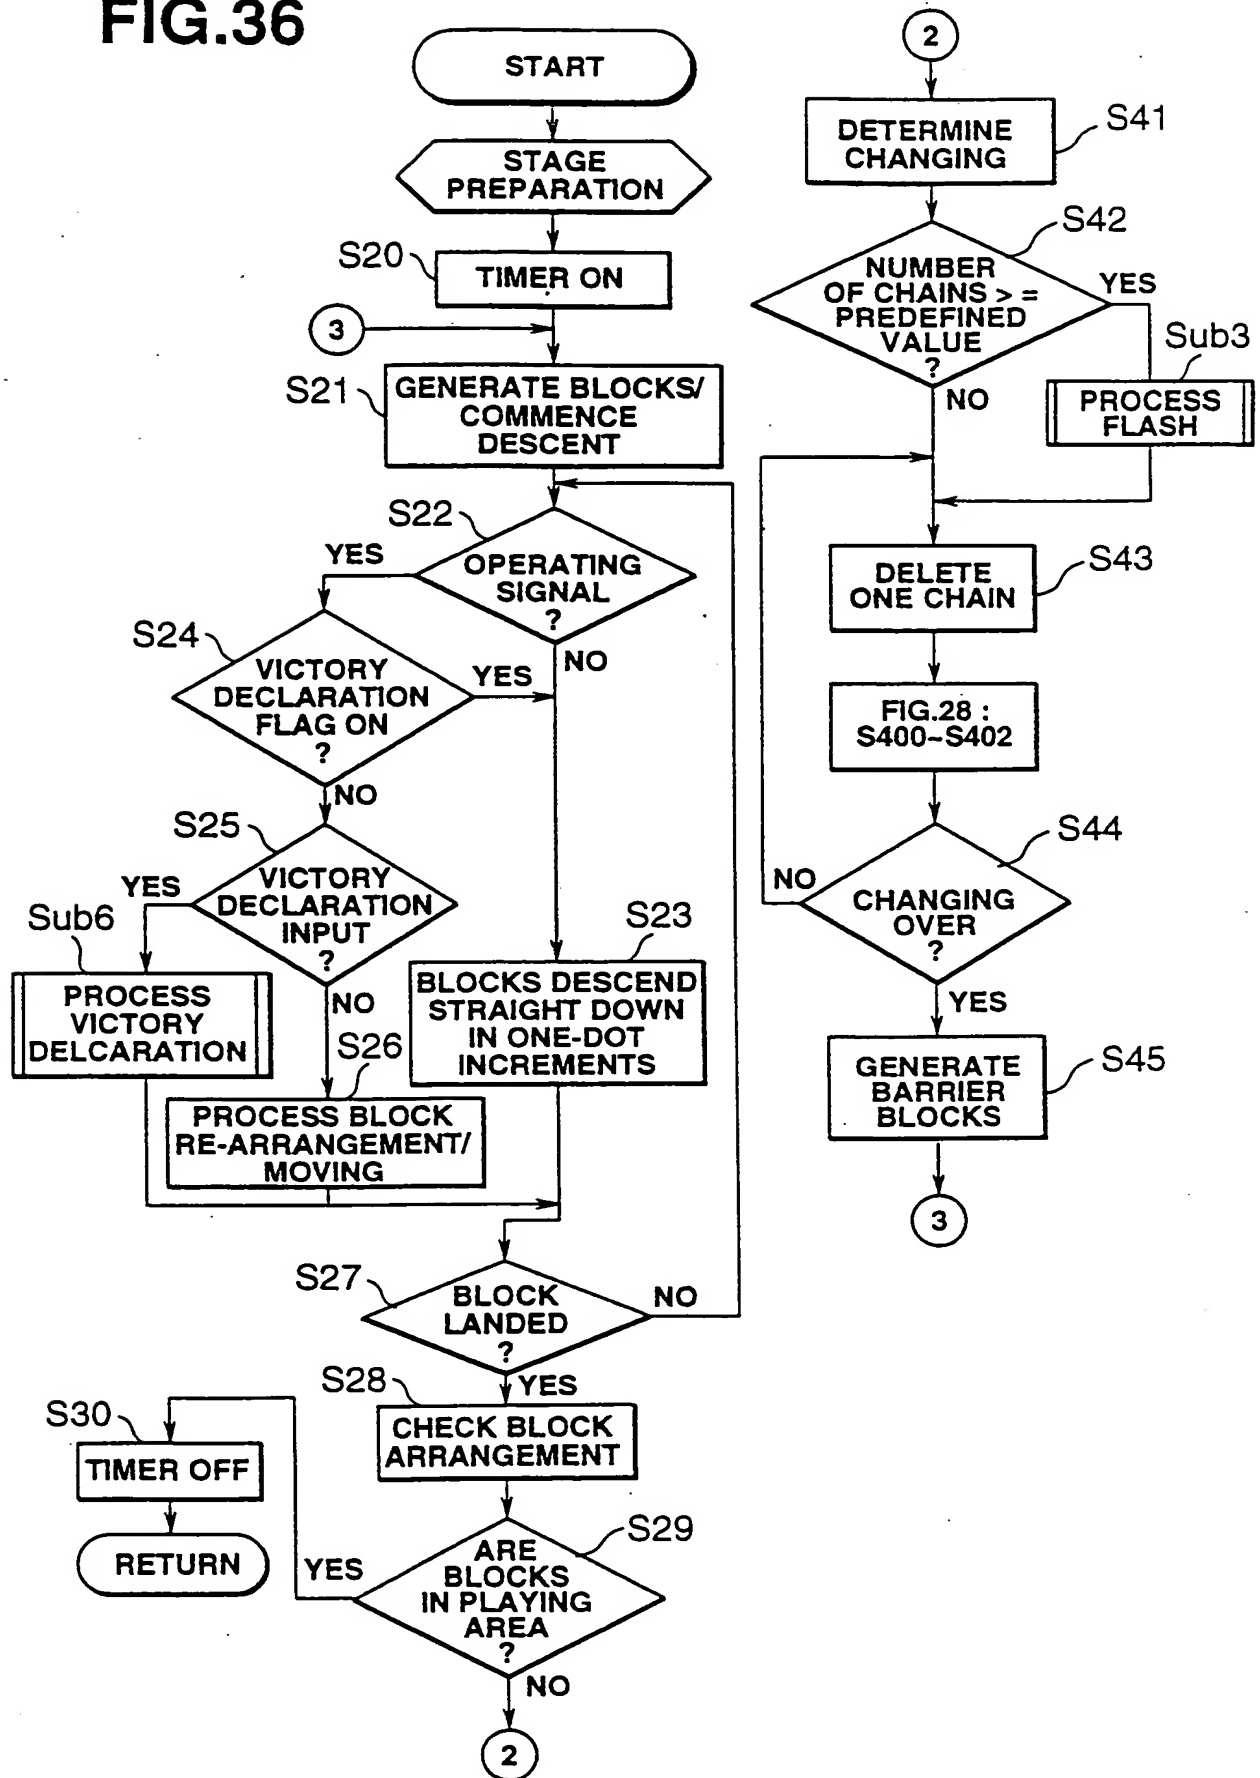 FIG.36
START
STAGE
PREPARATION
S20
TIMER ON
3
S21
GENERATE BLOCKS/
COMMENCE
DESCENT
S22
YES
OPERATING
SIGNAL
?
NO
S24
VICTORY
DECLARATION
FLAG ON
?
YES
NO
S25
YES
VICTORY
DECLARATION
INPUT
?
NO
Sub6
PROCESS
VICTORY
DELCARATION
S23
BLOCKS DESCEND
STRAIGHT DOWN
IN ONE-DOT
INCREMENTS
S26
PROCESS BLOCK
RE-ARRANGEMENT/
MOVING
S27
BLOCK
LANDED
?
NO
YES
S28
CHECK BLOCK
ARRANGEMENT
S30
TIMER OFF
RETURN
S29
YES
ARE
BLOCKS
IN PLAYING
AREA
?
NO
2
2
DETERMINE
CHANGING
S41
S42
NUMBER
OF CHAINS > =
PREDEFINED
VALUE
?
YES
NO
Sub3
PROCESS
FLASH
DELETE
ONE CHAIN
S43
FIG.28 :
S400~S402
S44
NO
CHANGING
OVER
?
YES
GENERATE
BARRIER
BLOCKS
S45
3